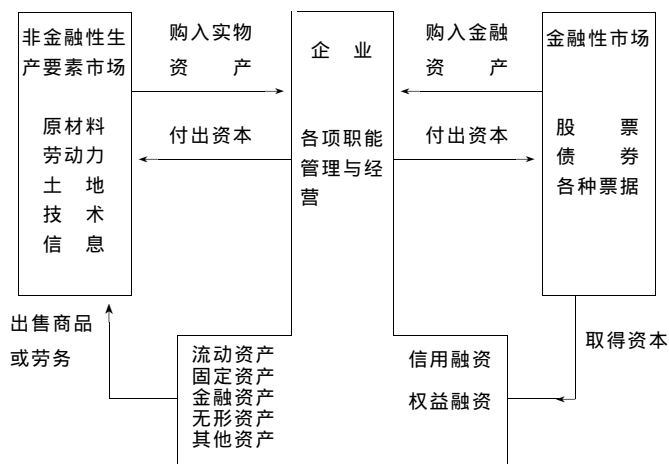 非金融性生
产要素市场
原材料
劳动力
土 地
技 术
信 息
购入实物
资 产
付出资本
企 业
各项职能
管理与经
营
购入金融
资 产
付出资本
金融性市场
股 票
债 券
各种票据
出售商品
或劳务
流动资产
固定资产
金融资产
无形资产
其他资产
信用融资
权益融资
取得资本